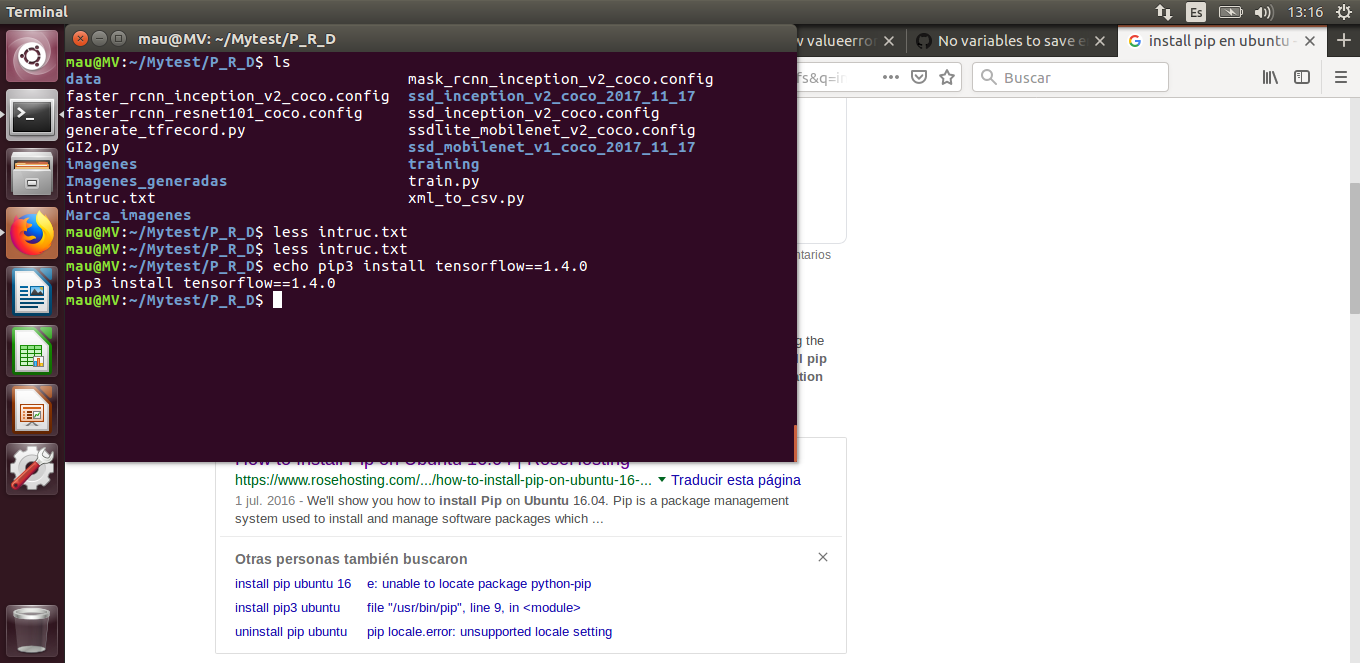 Terminal
Es
13:16
mau@MV: ~/Mytest/P_R_D
mau@MV:~/Mytest/P_R_D$ ls
data mask_rcnn_inception_v2_coco.config
faster_rcnn_inception_v2_coco.config ssd_inception_v2_coco_2017_11_17
faster_rcnn_resnet101_coco.config ssd_inception_v2_coco.config
generate_tfrecord.py ssdlite_mobilenet_v2_coco.config
GI2.py ssd_mobilenet_v1_coco_2017_11_17
imagenes training
Imagenes_generadas train.py
intruc.txt xml_to_csv.py
Marca_imagenes
mau@MV:~/Mytest/P_R_D$ less intruc.txt
mau@MV:~/Mytest/P_R_D$ less intruc.txt
mau@MV:~/Mytest/P_R_D$ echo pip3 install tensorflow==1.4.0
pip3 install tensorflow==1.4.0
mau@MV:~/Mytest/P_R_D$
w valueerror
No variables to save e
install pip en ubuntu -
fs&q=in
Buscar
ntarios
g the
ll pip
ation
How to Install Pip on Ubuntu 16.04 | RoseHosting
https://www.rosehosting.com/.../how-to-install-pip-on-ubuntu-16-... Traducir esta página
1 jul. 2016 - We'll show you how to install Pip on Ubuntu 16.04. Pip is a package management
system used to install and manage software packages which ...
Otras personas también buscaron
install pip ubuntu 16 e: unable to locate package python-pip
install pip3 ubuntu file "/usr/bin/pip", line 9, in <module>
uninstall pip ubuntu pip locale.error: unsupported locale setting